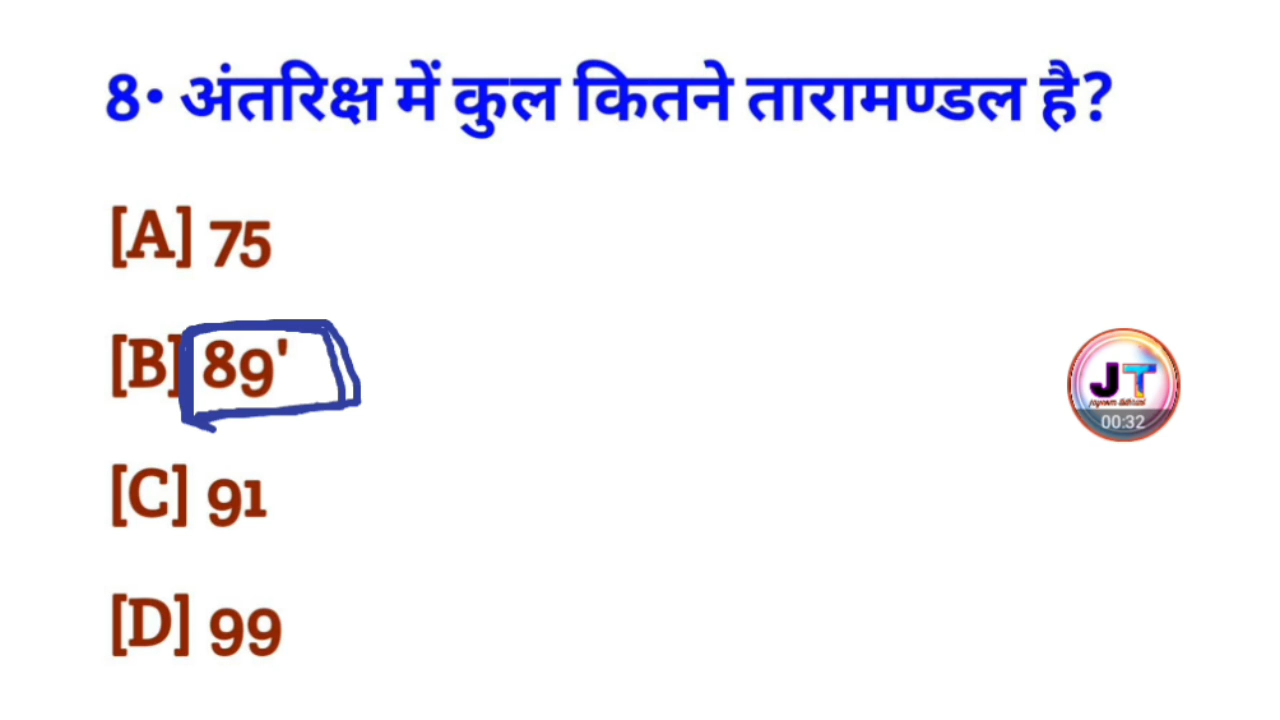 8• अंतरिक्ष में कुल कितने तारामण्डल है?
[A] 75
[B] 89'
[C] 91
[D] 99
JT
00:32